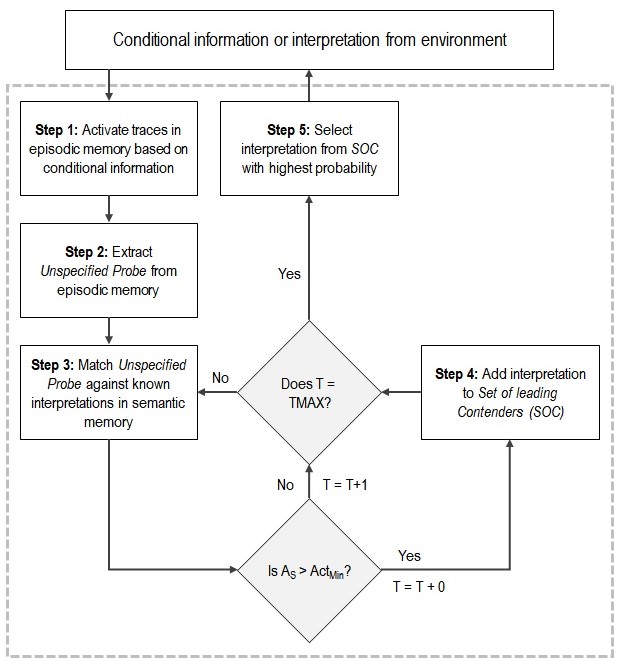 Conditional information or interpretation from environment
Step 1: Activate traces in
episodic memory based on
conditional information
Step 5: Select
interpretation from SOC
with highest probability
Step 2: Extract
Unspecified Probe from
episodic memory
Yes
Step 3: Match Unspecified
Probe against known
interpretations in semantic
memory
No
Does T =
TMAX?
Step 4: Add interpretation
to Set of leading
Contenders (SOC)
No
T = T+1
Is AS > ActMin?
Yes
T = T + 0